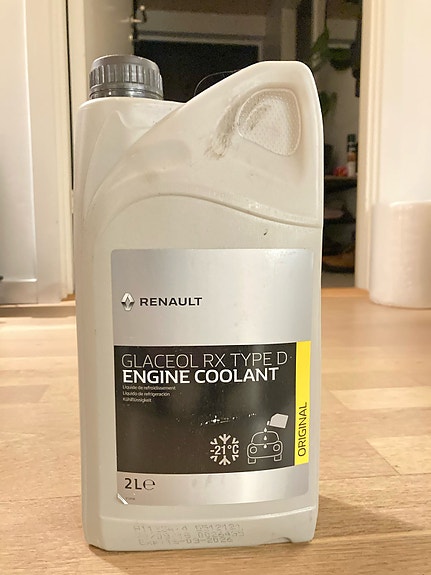 RENAULT
GLACEOL RX TYPE D
ENGINE COOLANT
Liquide de refroidissement
Líquido de refrigeración
Kühlflüssigkeit
-21°C
ORIGINAL
2L℮